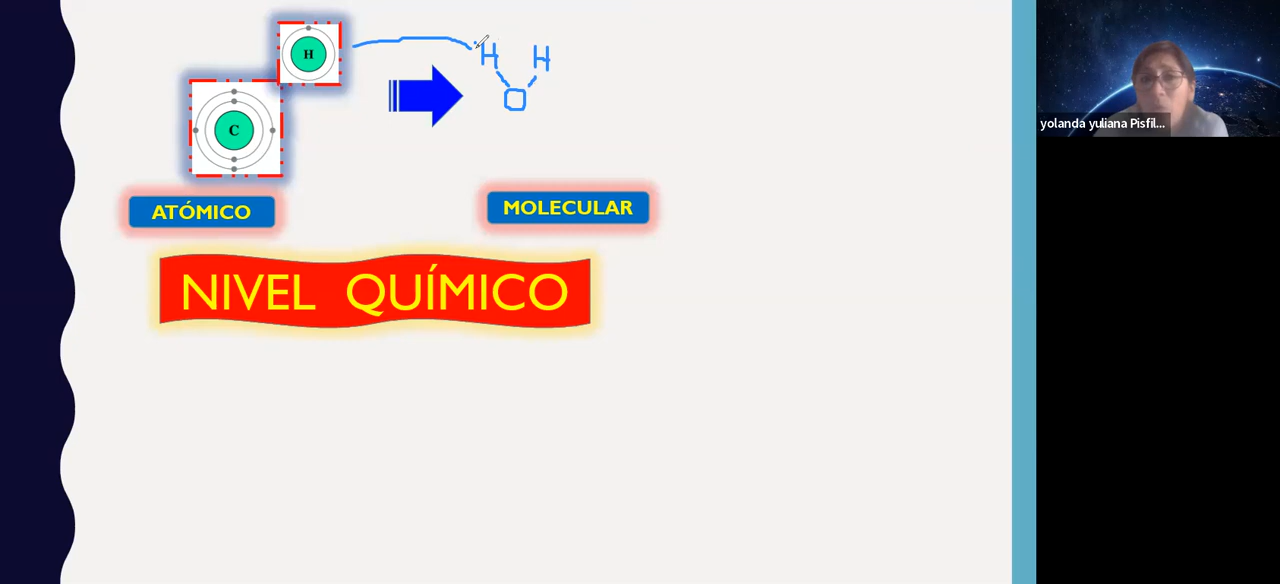 H
H H
O
C
yolanda yuliana Pisfil...
ATÓMICO
MOLECULAR
NIVEL QUÍMICO